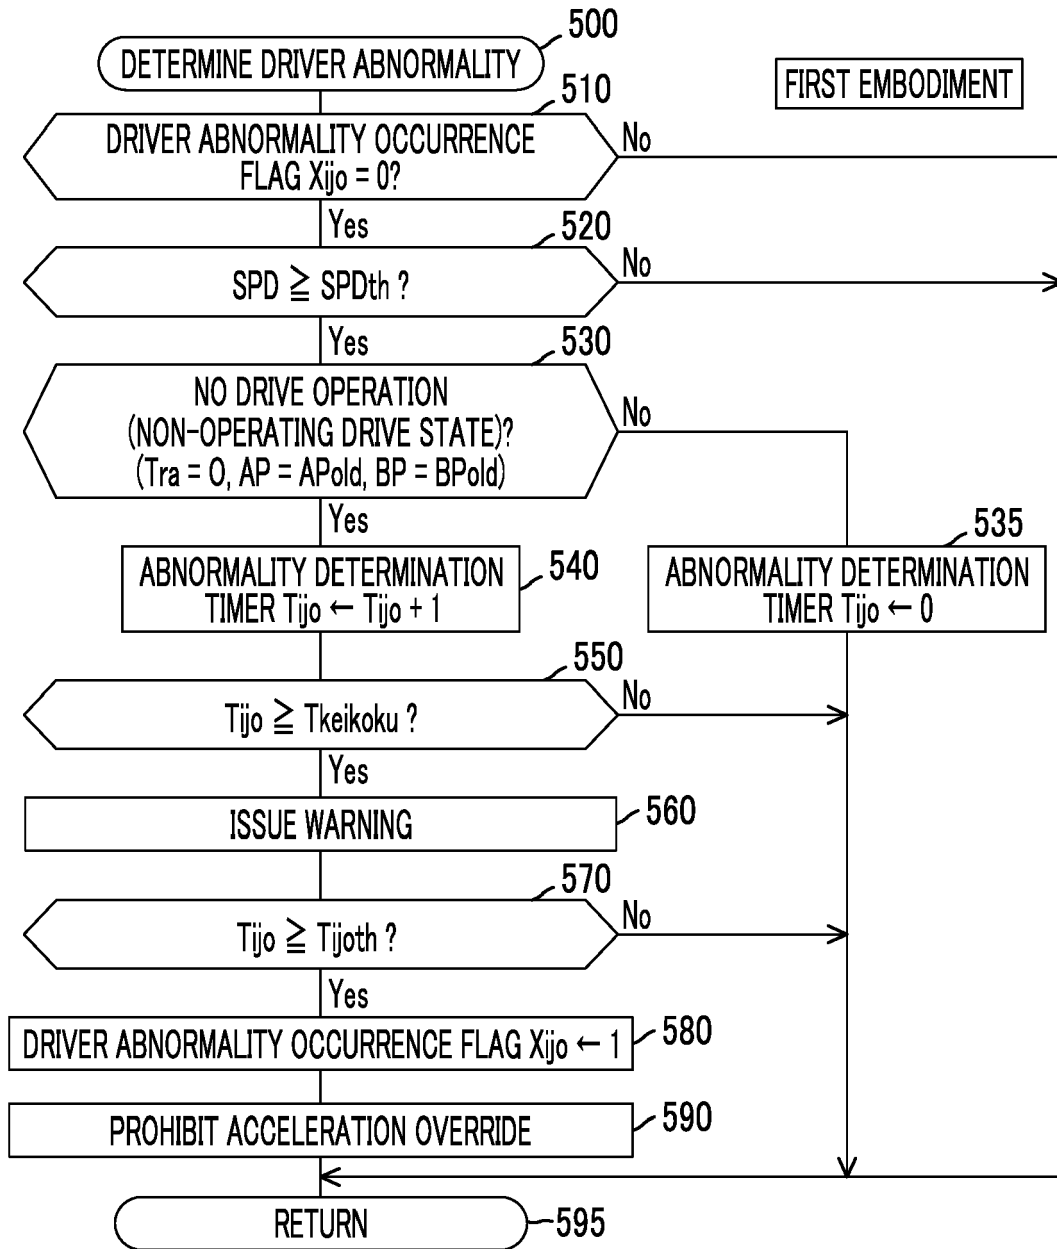 500
DETERMINE DRIVER ABNORMALITY
FIRST EMBODIMENT
510
DRIVER ABNORMALITY OCCURRENCE
FLAG Xijo = 0?
No
Yes
520
SPD ≧ SPDth ?
No
Yes
530
NO DRIVE OPERATION
(NON-OPERATING DRIVE STATE)?
(Tra = O, AP = APold, BP = BPold)
No
Yes
540
ABNORMALITY DETERMINATION
TIMER Tijo ← Tijo + 1
535
ABNORMALITY DETERMINATION
TIMER Tijo ← 0
550
Tijo ≧ Tkeikoku ?
No
Yes
ISSUE WARNING
560
570
Tijo ≧ Tijoth ?
No
Yes
DRIVER ABNORMALITY OCCURRENCE FLAG Xijo ← 1
580
PROHIBIT ACCELERATION OVERRIDE
590
RETURN
595